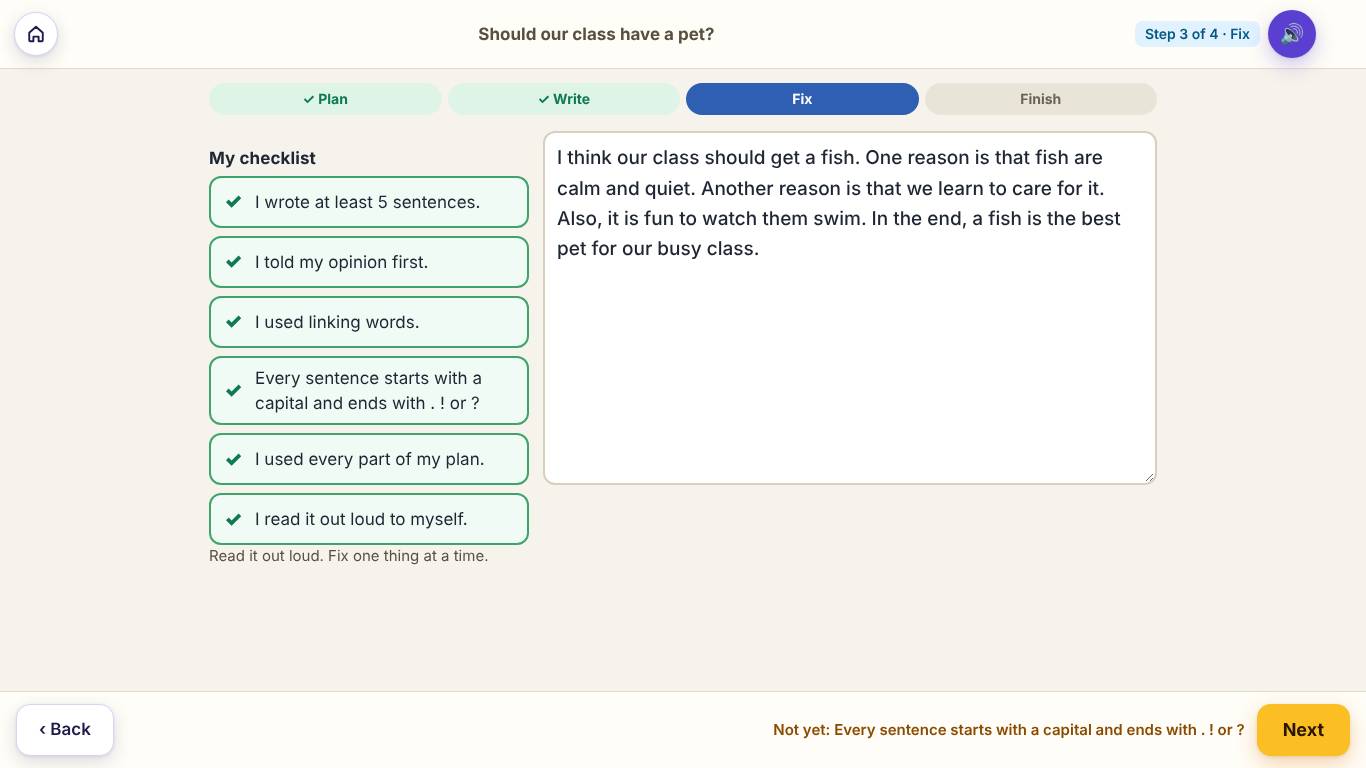 Should our class have a pet?
Step 3 of 4 · Fix
✓ Plan
✓ Write
Fix
Finish
My checklist
I wrote at least 5 sentences.
I told my opinion first.
I used linking words.
Every sentence starts with a
capital and ends with . ! or ?
I used every part of my plan.
I read it out loud to myself.
Read it out loud. Fix one thing at a time.
I think our class should get a fish. One reason is that fish are
calm and quiet. Another reason is that we learn to care for it.
Also, it is fun to watch them swim. In the end, a fish is the best
pet for our busy class.
‹ Back
Not yet: Every sentence starts with a capital and ends with . ! or ?
Next